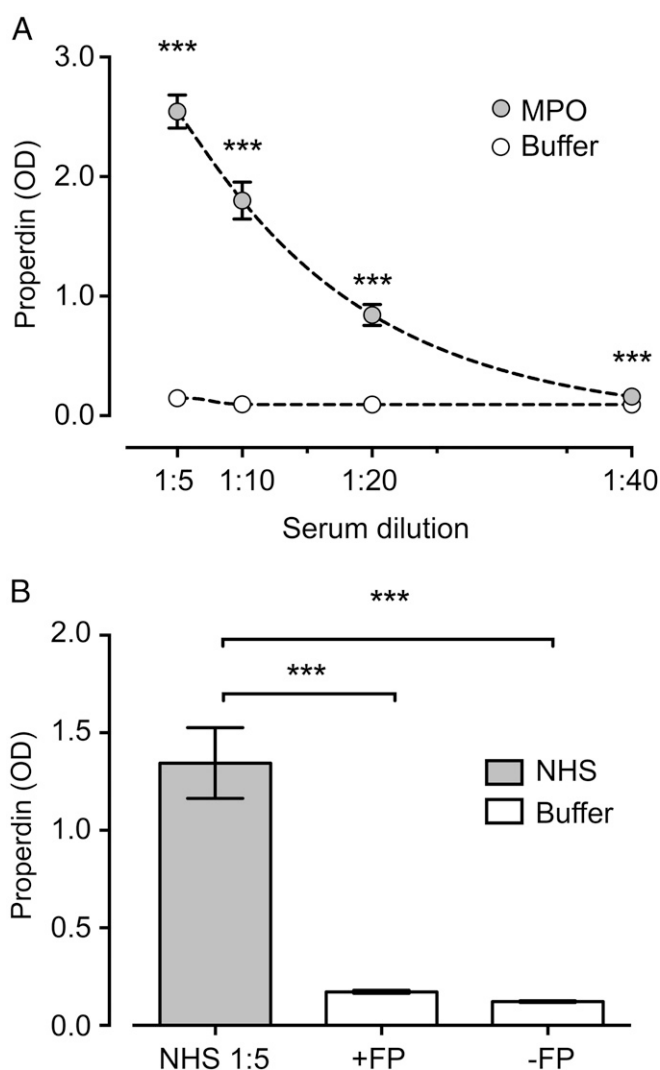 A
***
3.0
***
MPO
Buffer
2.0
Properdin (OD)
***
1.0
***
0.0
1:5 1:10 1:20 1:40
Serum dilution
B
***
2.0
***
1.5
NHS
Buffer
Properdin (OD)
1.0
0.5
0.0
NHS 1:5 +FP -FP